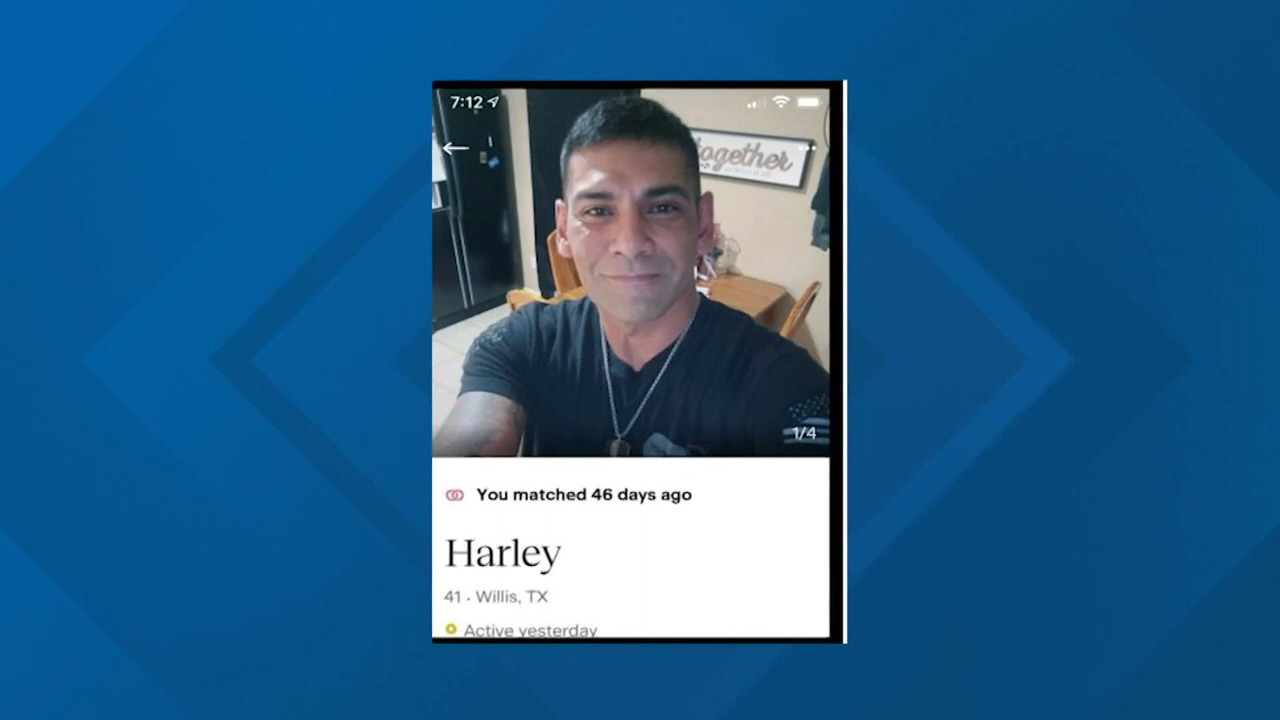 7:12
together
1/4
You matched 46 days ago
Harley
41 · Willis, TX
Active yesterday